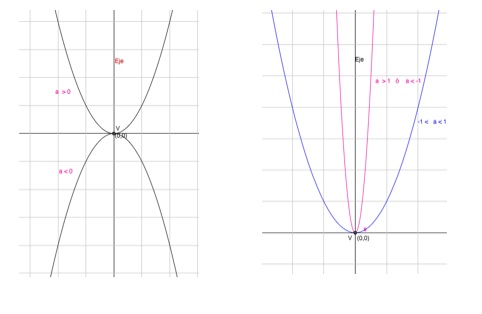 Eje
a > 0
V
(0,0)
a < 0
Eje
a > 1 ó a < -1
-1 < a < 1
V (0,0)